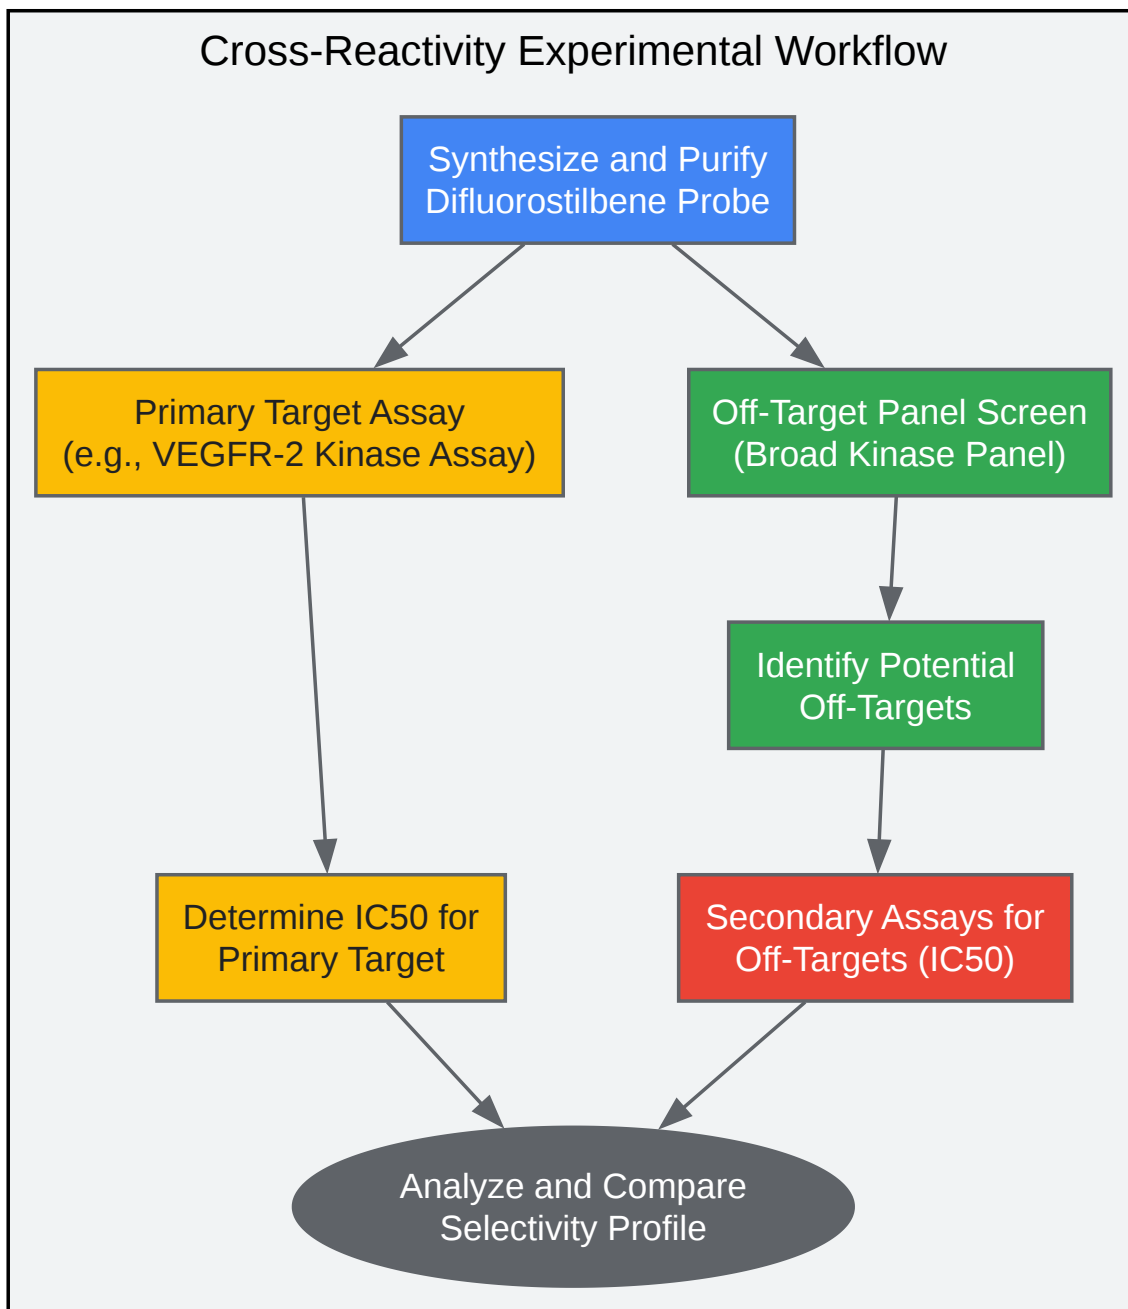 Cross-Reactivity Experimental Workflow
Synthesize and Purify
Difluorostilbene Probe
Primary Target Assay
(e.g., VEGFR-2 Kinase Assay)
Off-Target Panel Screen
(Broad Kinase Panel)
Identify Potential
Off-Targets
Determine IC50 for
Primary Target
Secondary Assays for
Off-Targets (IC50)
Analyze and Compare
Selectivity Profile